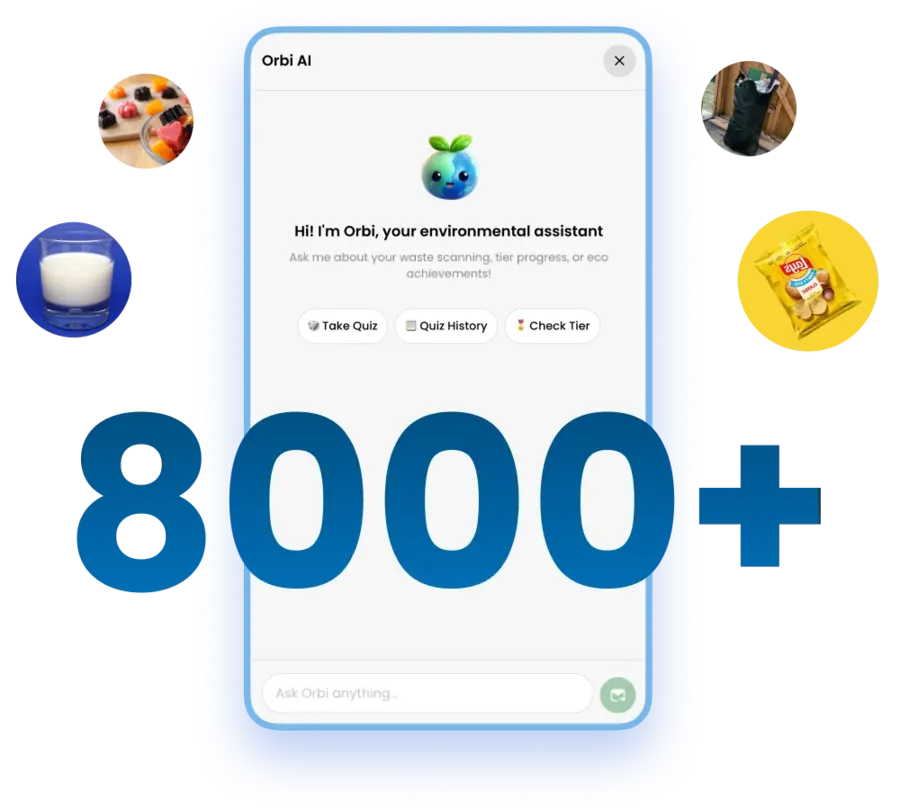 Orbi AI
Hi! I'm Orbi, your environmental assistant
Ask me about your waste scanning, tier progress, or eco
achievements!
Take Quiz
Quiz History
Check Tier
Lay's
8000+
Ask Orbi anything...